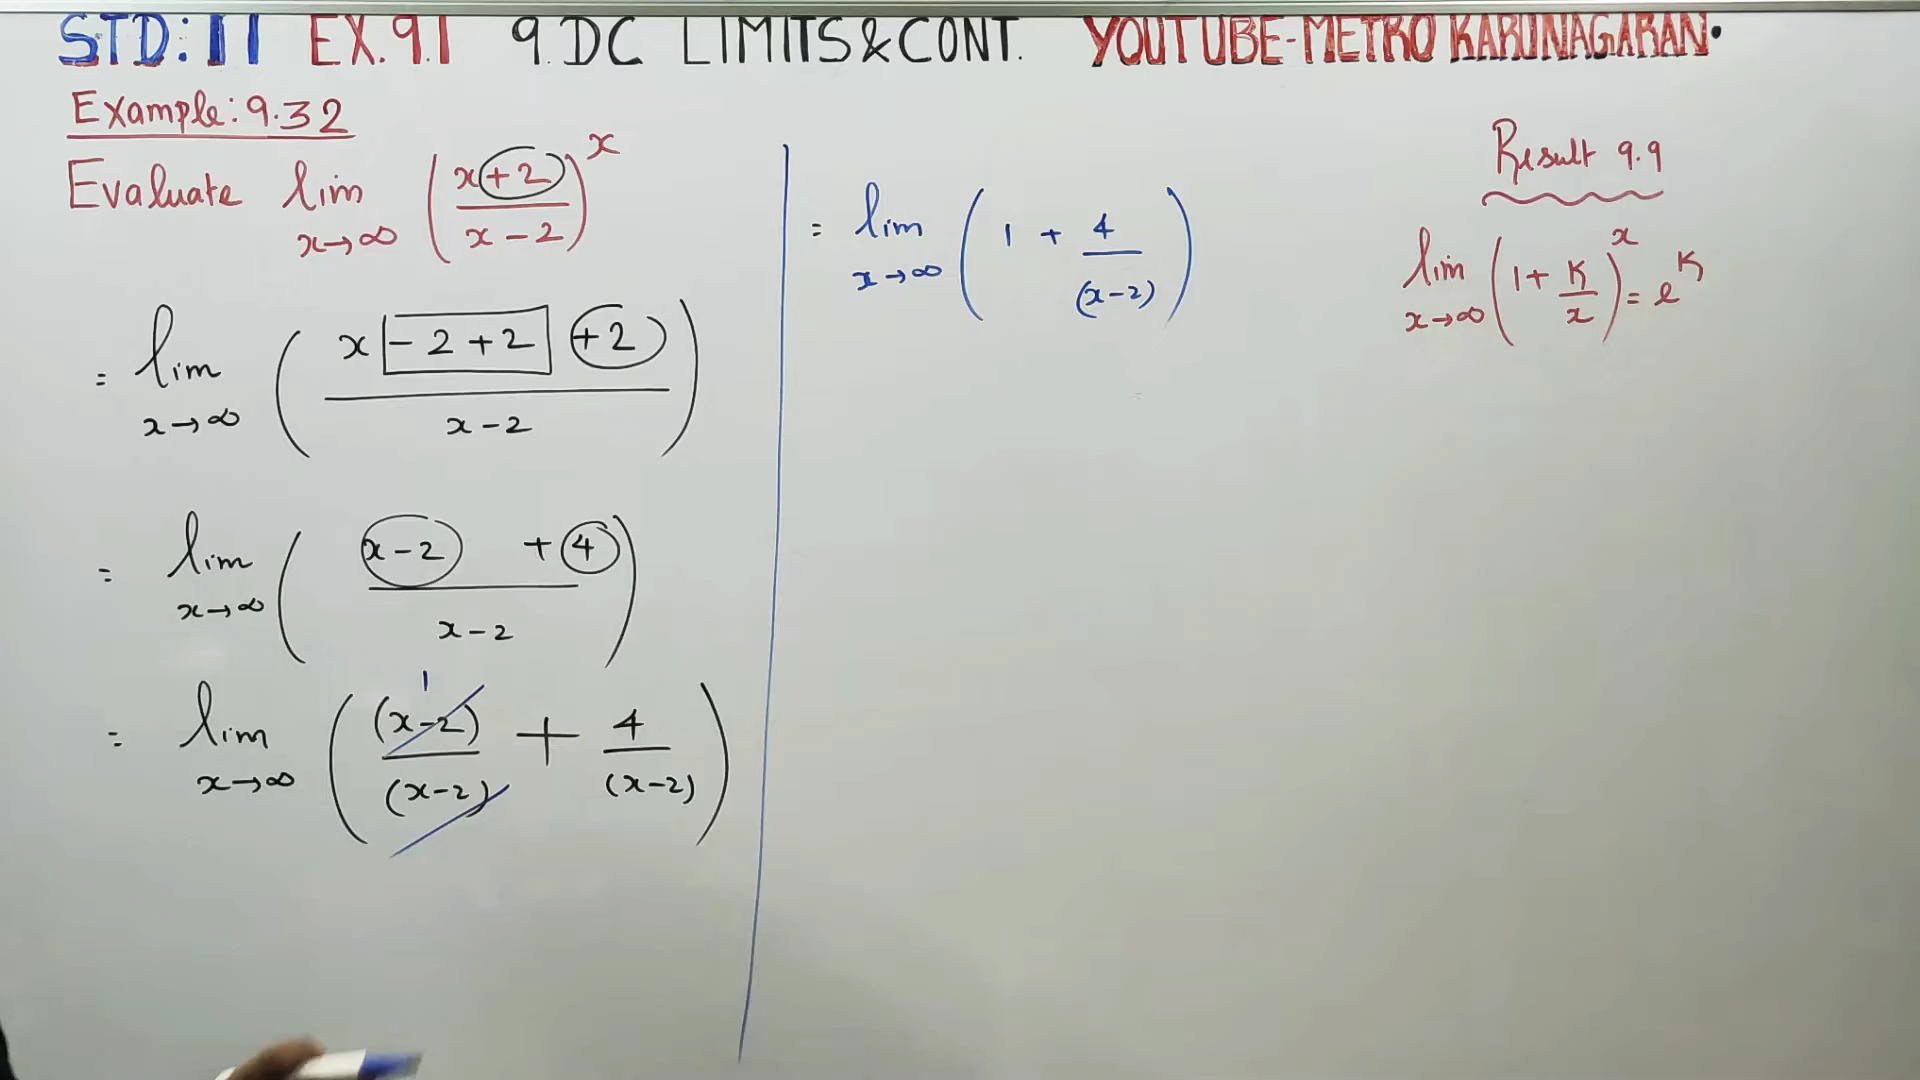 STD: 11 EX. 9.1 9. DC LIMITS & CONT. YOUTUBE-METRO KARUNAGARAN.
Example: 9.32
Evaluate lim x→∞ ((x+2)/(x-2))^x
= lim x→∞ ((x -2+2 +2)/(x-2))
= lim x→∞ ((x-2 +4)/(x-2))
= lim x→∞ ((x-2)/(x-2) + 4/(x-2))
1
= lim x→∞ (1 + 4/(x-2))
Result 9.9
lim x→∞ (1 + K/x)^x = e^K